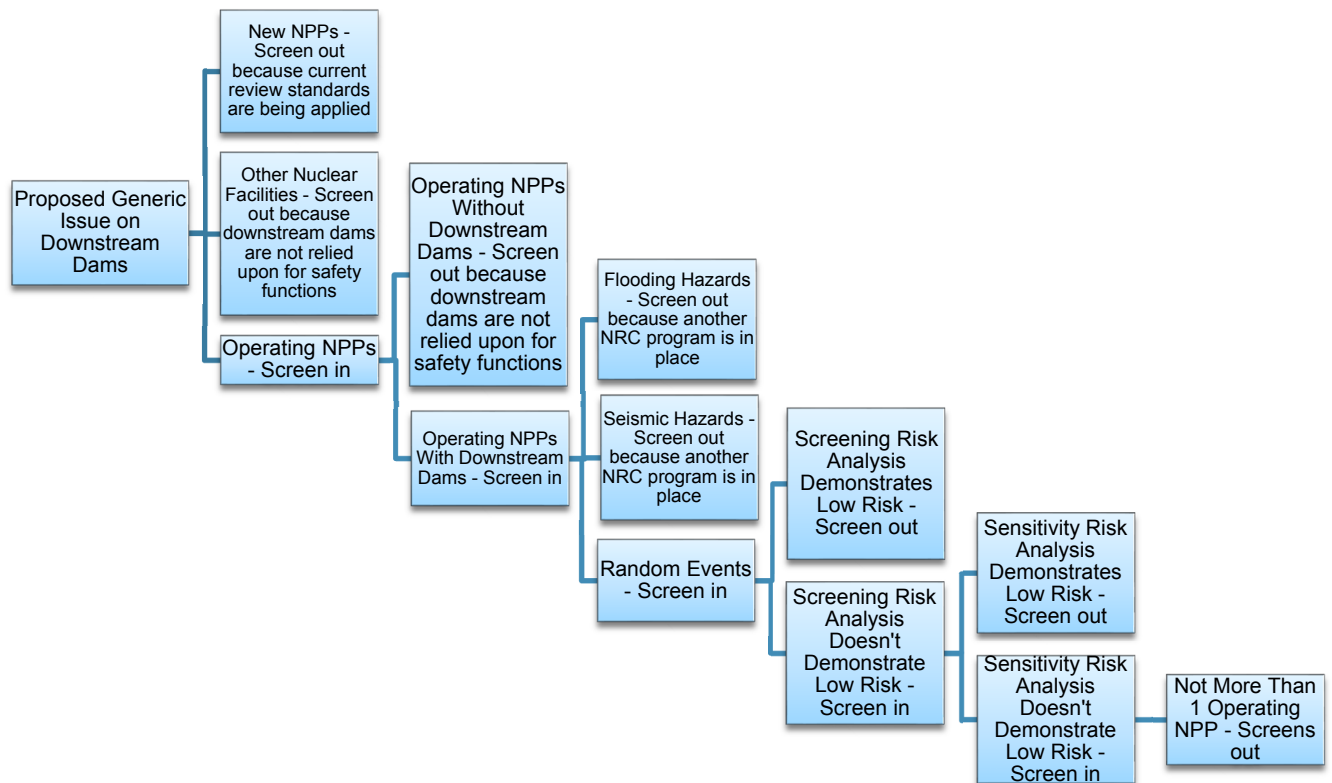 New NPPs -
Screen out
because current
review standards
are being applied
Proposed Generic
Issue on
Downstream
Dams
Other Nuclear
Facilities - Screen
out because
downstream dams
are not relied
upon for safety
functions
Operating NPPs
- Screen in
Operating NPPs
Without
Downstream
Dams - Screen
out because
downstream
dams are not
relied upon for
safety functions
Operating NPPs
With Downstream
Dams - Screen in
Flooding Hazards
- Screen out
because another
NRC program is in
place
Seismic Hazards -
Screen out
because another
NRC program is in
place
Random Events
- Screen in
Screening Risk
Analysis
Demonstrates
Low Risk -
Screen out
Screening Risk
Analysis
Doesn't
Demonstrate
Low Risk -
Screen in
Sensitivity Risk
Analysis
Demonstrates
Low Risk -
Screen out
Sensitivity Risk
Analysis
Doesn't
Demonstrate
Low Risk -
Screen in
Not More Than
1 Operating
NPP - Screens
out